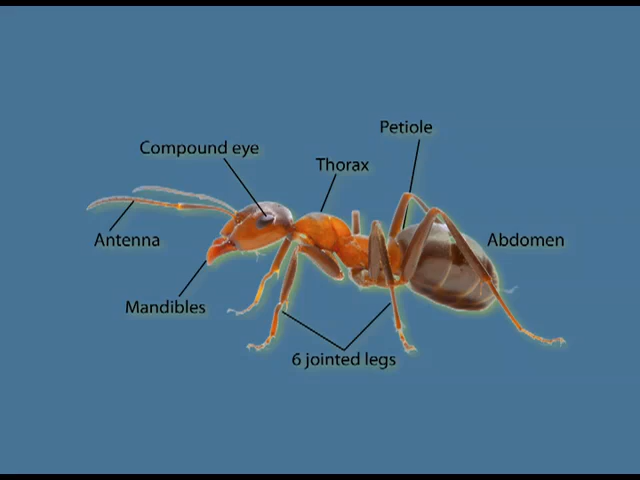 Petiole
Compound eye
Thorax
Antenna
Abdomen
Mandibles
6 jointed legs